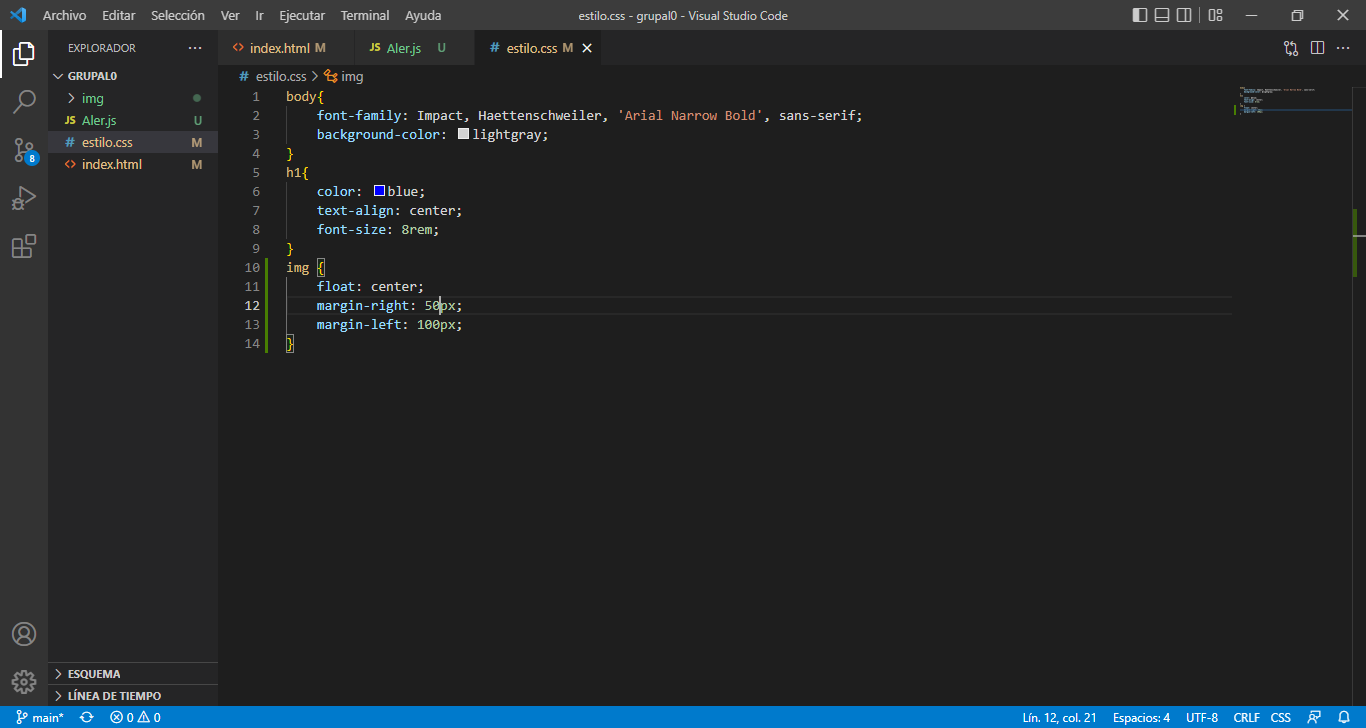 Archivo Editar Selección Ver Ir Ejecutar Terminal Ayuda
estilo.css - grupal0 - Visual Studio Code
EXPLORADOR
GRUPAL0
img
JS Aler.js U
# estilo.css M
<> index.html M
8
ESQUEMA
LÍNEA DE TIEMPO
<> index.html M
JS Aler.js U
# estilo.css M
# estilo.css > img
1 body{
2 font-family: Impact, Haettenschweiler, 'Arial Narrow Bold', sans-serif;
3 background-color: lightgray;
4 }
5 h1{
6 color: blue;
7 text-align: center;
8 font-size: 8rem;
9 }
10 img {
11 float: center;
12 margin-right: 50px;
13 margin-left: 100px;
14 }
main* 0 0
Lín. 12, col. 21 Espacios: 4 UTF-8 CRLF CSS